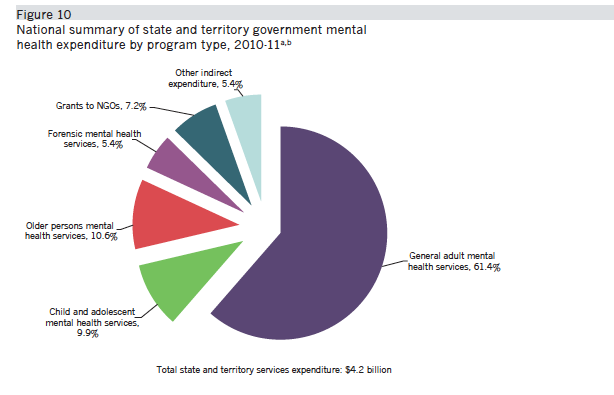 Figure 10
National summary of state and territory government mental
health expenditure by program type, 2010-11a,b
Other indirect
expenditure, 5.4%
Grants to NGOs, 7.2%
Forensic mental health
services, 5.4%
Older persons mental
health services, 10.6%
General adult mental
health services, 61.4%
Child and adolescent
mental health services,
9.9%
Total state and territory services expenditure: $4.2 billion